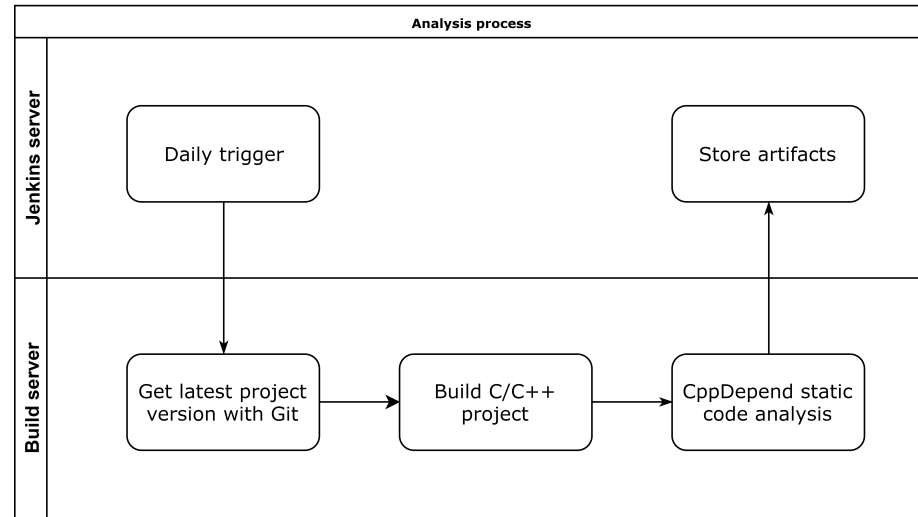 Analysis process
Jenkins server
Daily trigger
Store artifacts
Build server
Get latest project
version with Git
Build C/C++
project
CppDepend static
code analysis